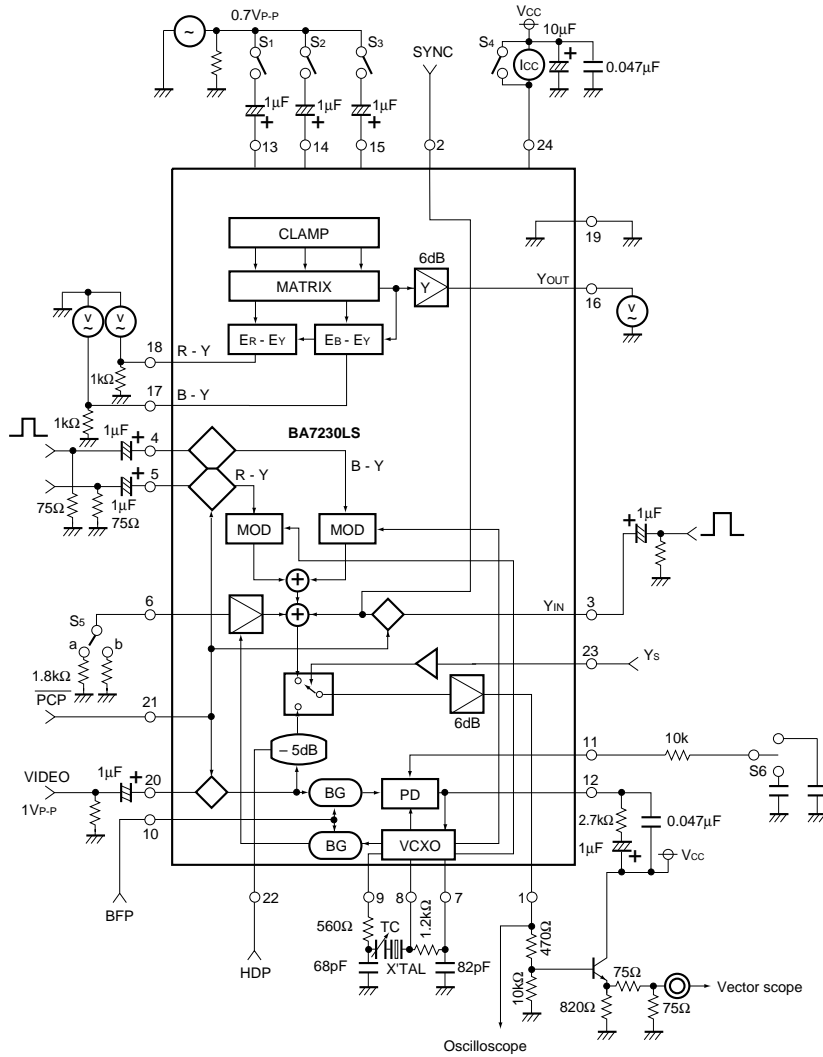 0.7VP-P
S1
S2
S3
1µF
1µF
1µF
+
+
+
13
14
15
SYNC
2
S4
VCC
ICC
10µF
+
0.047µF
24
CLAMP
MATRIX
6dB
Y
YOUT
16
19
V
~
ER - EY
EB - EY
V
~
V
~
18
R - Y
1kΩ
17
B - Y
1kΩ
BA7230LS
1µF
+
4
5
+
1µF
75Ω
75Ω
R - Y
B - Y
MOD
MOD
+
+
+
1µF
YIN
3
6
S5
a
b
1.8kΩ
PCP
21
23
YS
6dB
– 5dB
11
10k
S6
VIDEO
1VP-P
1µF
+
20
BG
PD
12
10
BG
VCXO
2.7kΩ
1µF
+
0.047µF
VCC
BFP
22
HDP
9
8
7
1
560Ω
TC
X'TAL
1.2kΩ
68pF
82pF
470Ω
10kΩ
75Ω
820Ω
75Ω
Vector scope
Oscilloscope